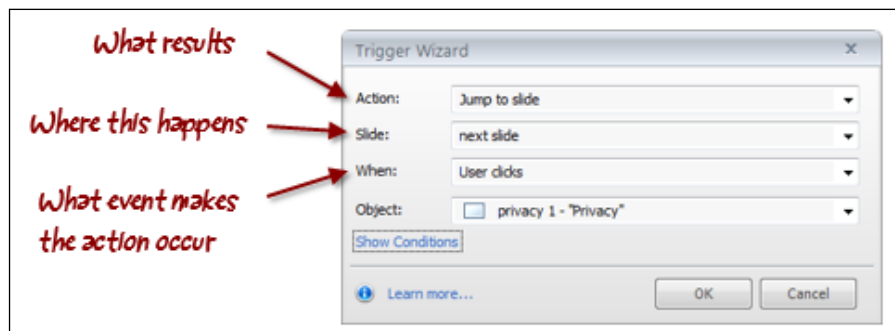 What results
Trigger Wizard x
Action: Jump to slide
Where this happens
Slide: next slide
When: User clicks
What event makes
the action occur
Object: privacy 1 - "Privacy"
Show Conditions
Learn more...
OK Cancel